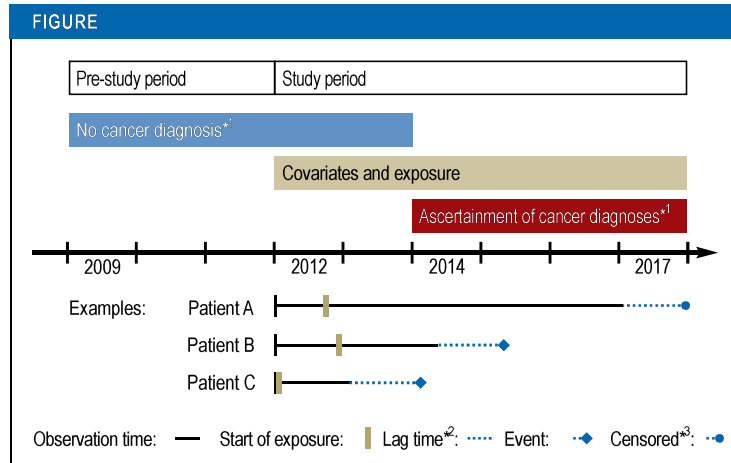 FIGURE
Pre-study period Study period
No cancer diagnosis*1
Covariates and exposure
Ascertainment of cancer diagnoses*1
2009 2012 2014 2017
Examples: Patient A
Patient B
Patient C
Observation time: Start of exposure: Lag time*2: Event: Censored*3: